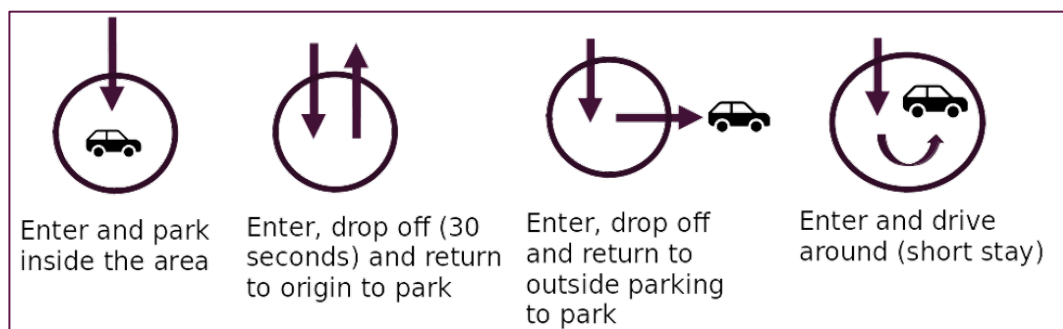 Enter and park
inside the area
Enter, drop off (30
seconds) and return
to origin to park
Enter, drop off
and return to
outside parking
to park
Enter and drive
around (short stay)